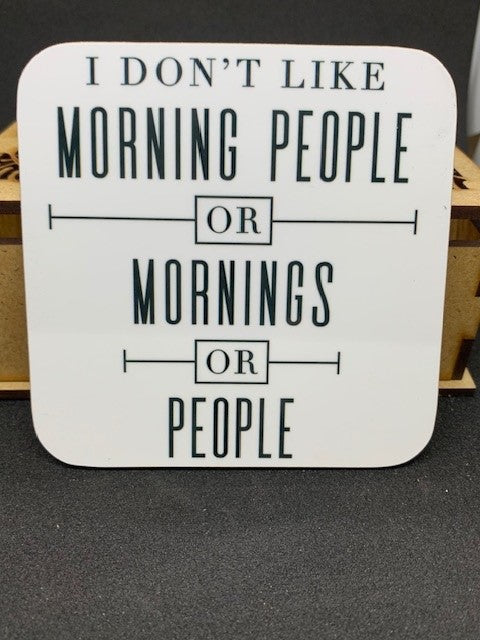 I DON'T LIKE
MORNING PEOPLE
OR
MORNINGS
OR
PEOPLE